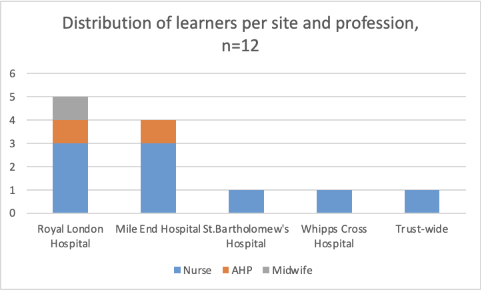 Distribution of learners per site and profession,
n=12
6
5
4
3
2
1
0
Royal London Hospital
Mile End Hospital
St.Bartholomew's Hospital
Whipps Cross Hospital
Trust-wide
Nurse AHP Midwife